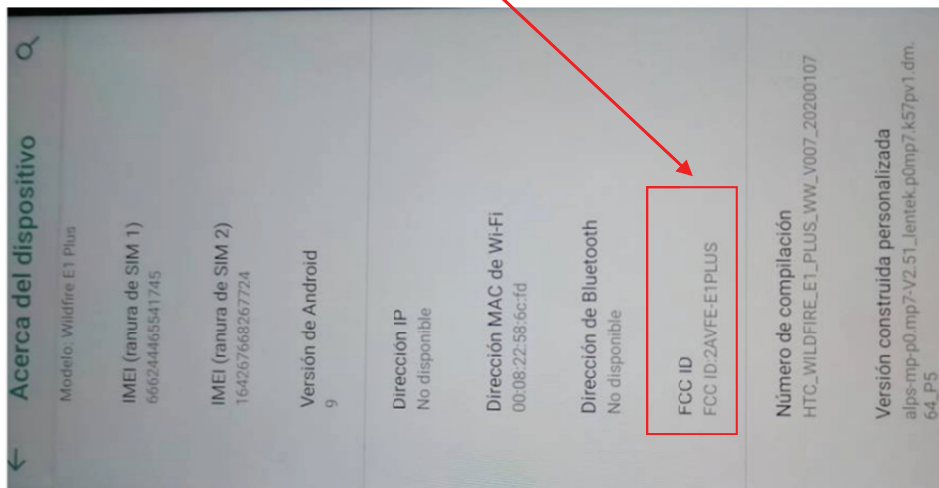 Acerca del dispositivo
Modelo: Wildfire E1 Plus
IMEI (ranura de SIM 1)
666244465541745
IMEI (ranura de SIM 2)
164267668267724
Versión de Android
9
Dirección IP
No disponible
Dirección MAC de Wi-Fi
00:08:22:58:6c:fd
Dirección de Bluetooth
No disponible
FCC ID
FCC ID:2AVFE-E1PLUS
Número de compilación
HTC_WILDFIRE_E1_PLUS_WW_V007_20200107
Versión construida personalizada
alps-mp-p0.mp7-V2.51_lentek.p0mp7.k57pv1.dm.
64_P5